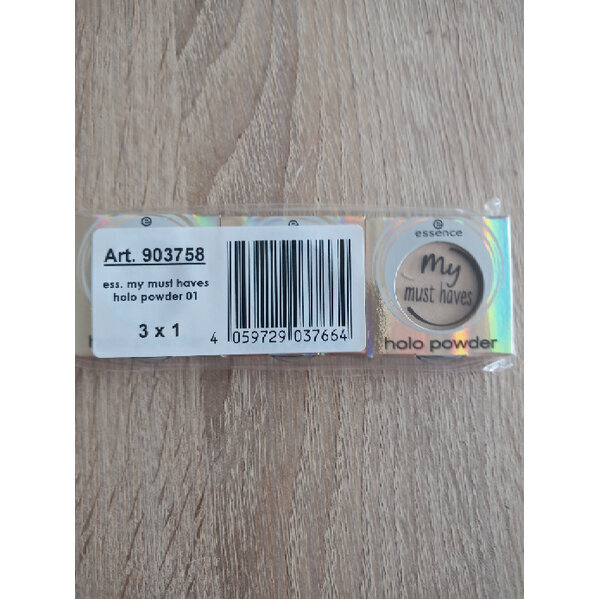 Art. 903758
ess. my must haves
holo powder 01
3 x 1
4 059729 037664
essence
my
must haves
holo powder
h